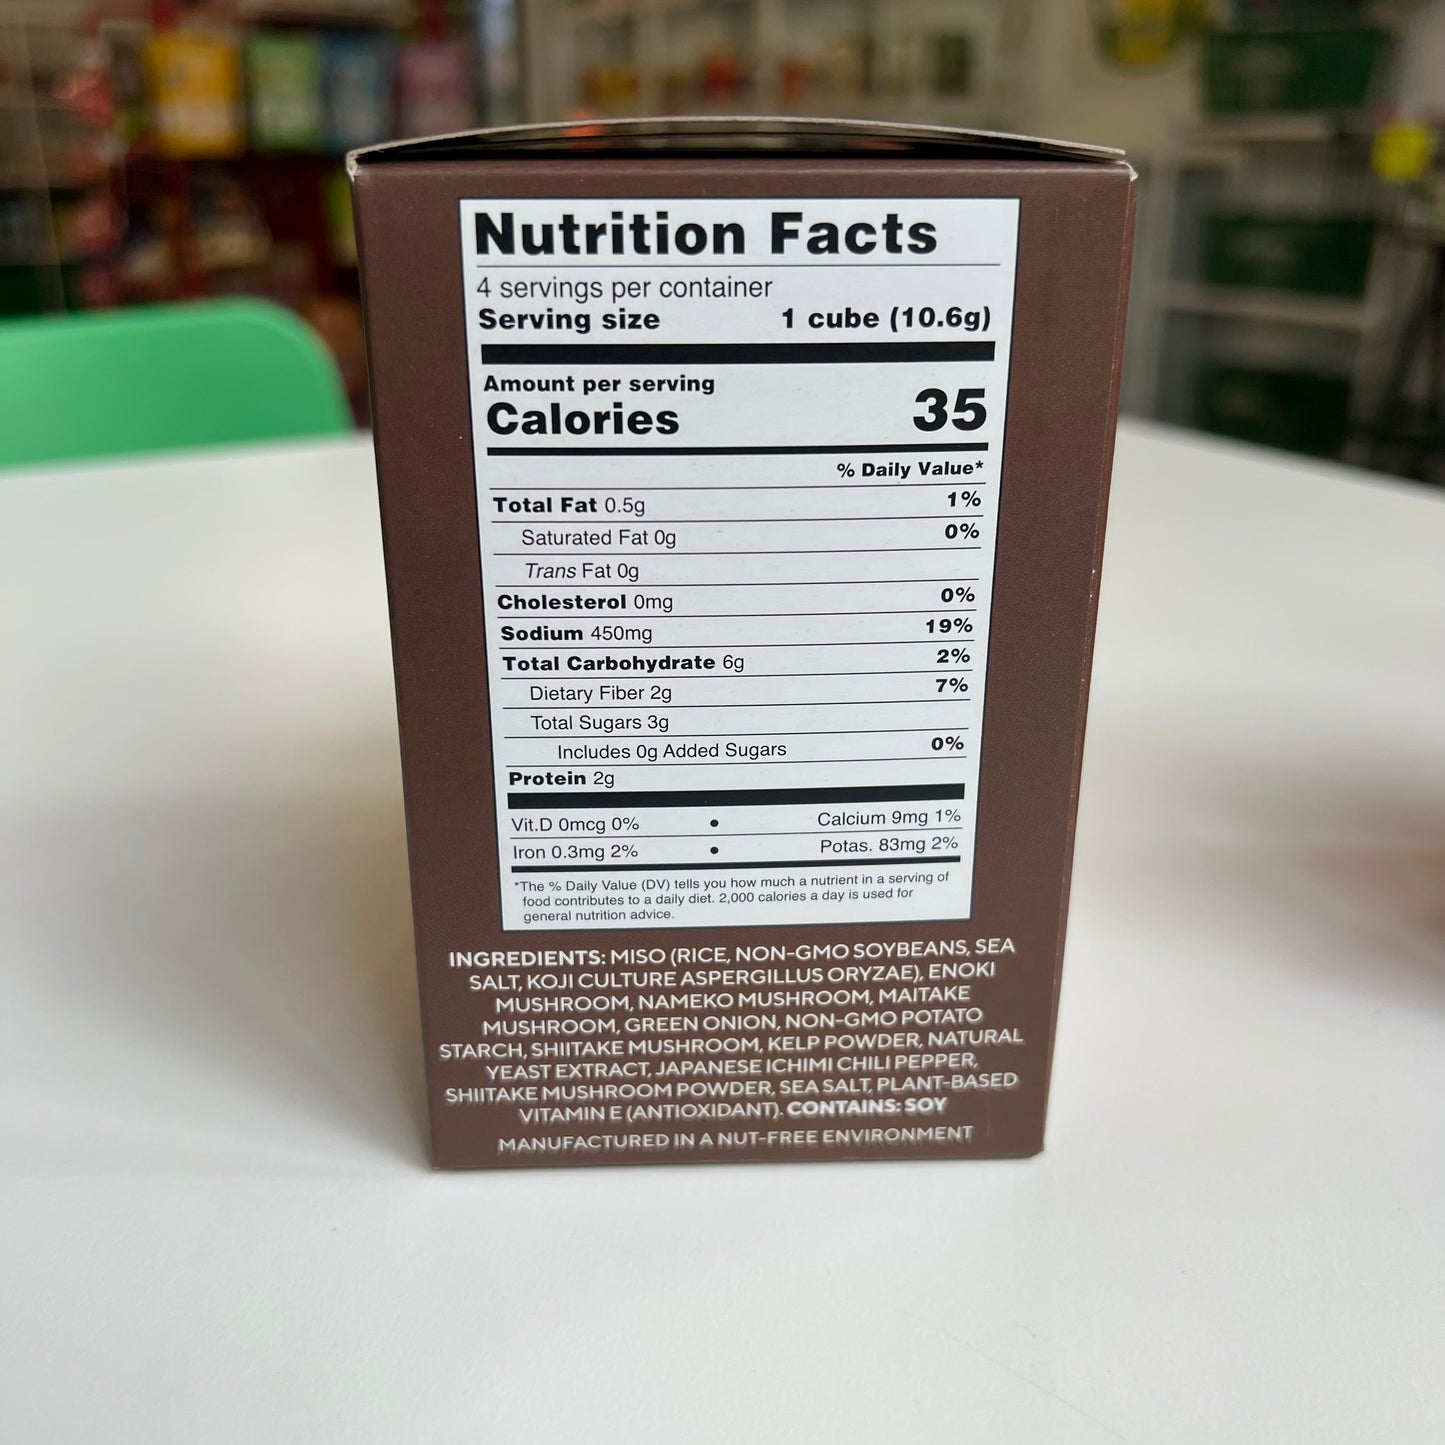 Nutrition Facts
4 servings per container
Serving size 1 cube (10.6g)
Amount per serving
Calories 35
% Daily Value*
Total Fat 0.5g 1%
Saturated Fat 0g 0%
Trans Fat 0g
Cholesterol 0mg 0%
Sodium 450mg 19%
Total Carbohydrate 6g 2%
Dietary Fiber 2g 7%
Total Sugars 3g
Includes 0g Added Sugars 0%
Protein 2g
Vit.D 0mcg 0% • Calcium 9mg 1%
Iron 0.3mg 2% • Potas. 83mg 2%
*The % Daily Value (DV) tells you how much a nutrient in a serving of
food contributes to a daily diet. 2,000 calories a day is used for
general nutrition advice.
INGREDIENTS: MISO (RICE, NON-GMO SOYBEANS, SEA
SALT, KOJI CULTURE ASPERGILLUS ORYZAE), ENOKI
MUSHROOM, NAMEKO MUSHROOM, MAITAKE
MUSHROOM, GREEN ONION, NON-GMO POTATO
STARCH, SHIITAKE MUSHROOM, KELP POWDER, NATURAL
YEAST EXTRACT, JAPANESE ICHIMI CHILI PEPPER,
SHIITAKE MUSHROOM POWDER, SEA SALT, PLANT-BASED
VITAMIN E (ANTIOXIDANT). CONTAINS: SOY
MANUFACTURED IN A NUT-FREE ENVIRONMENT